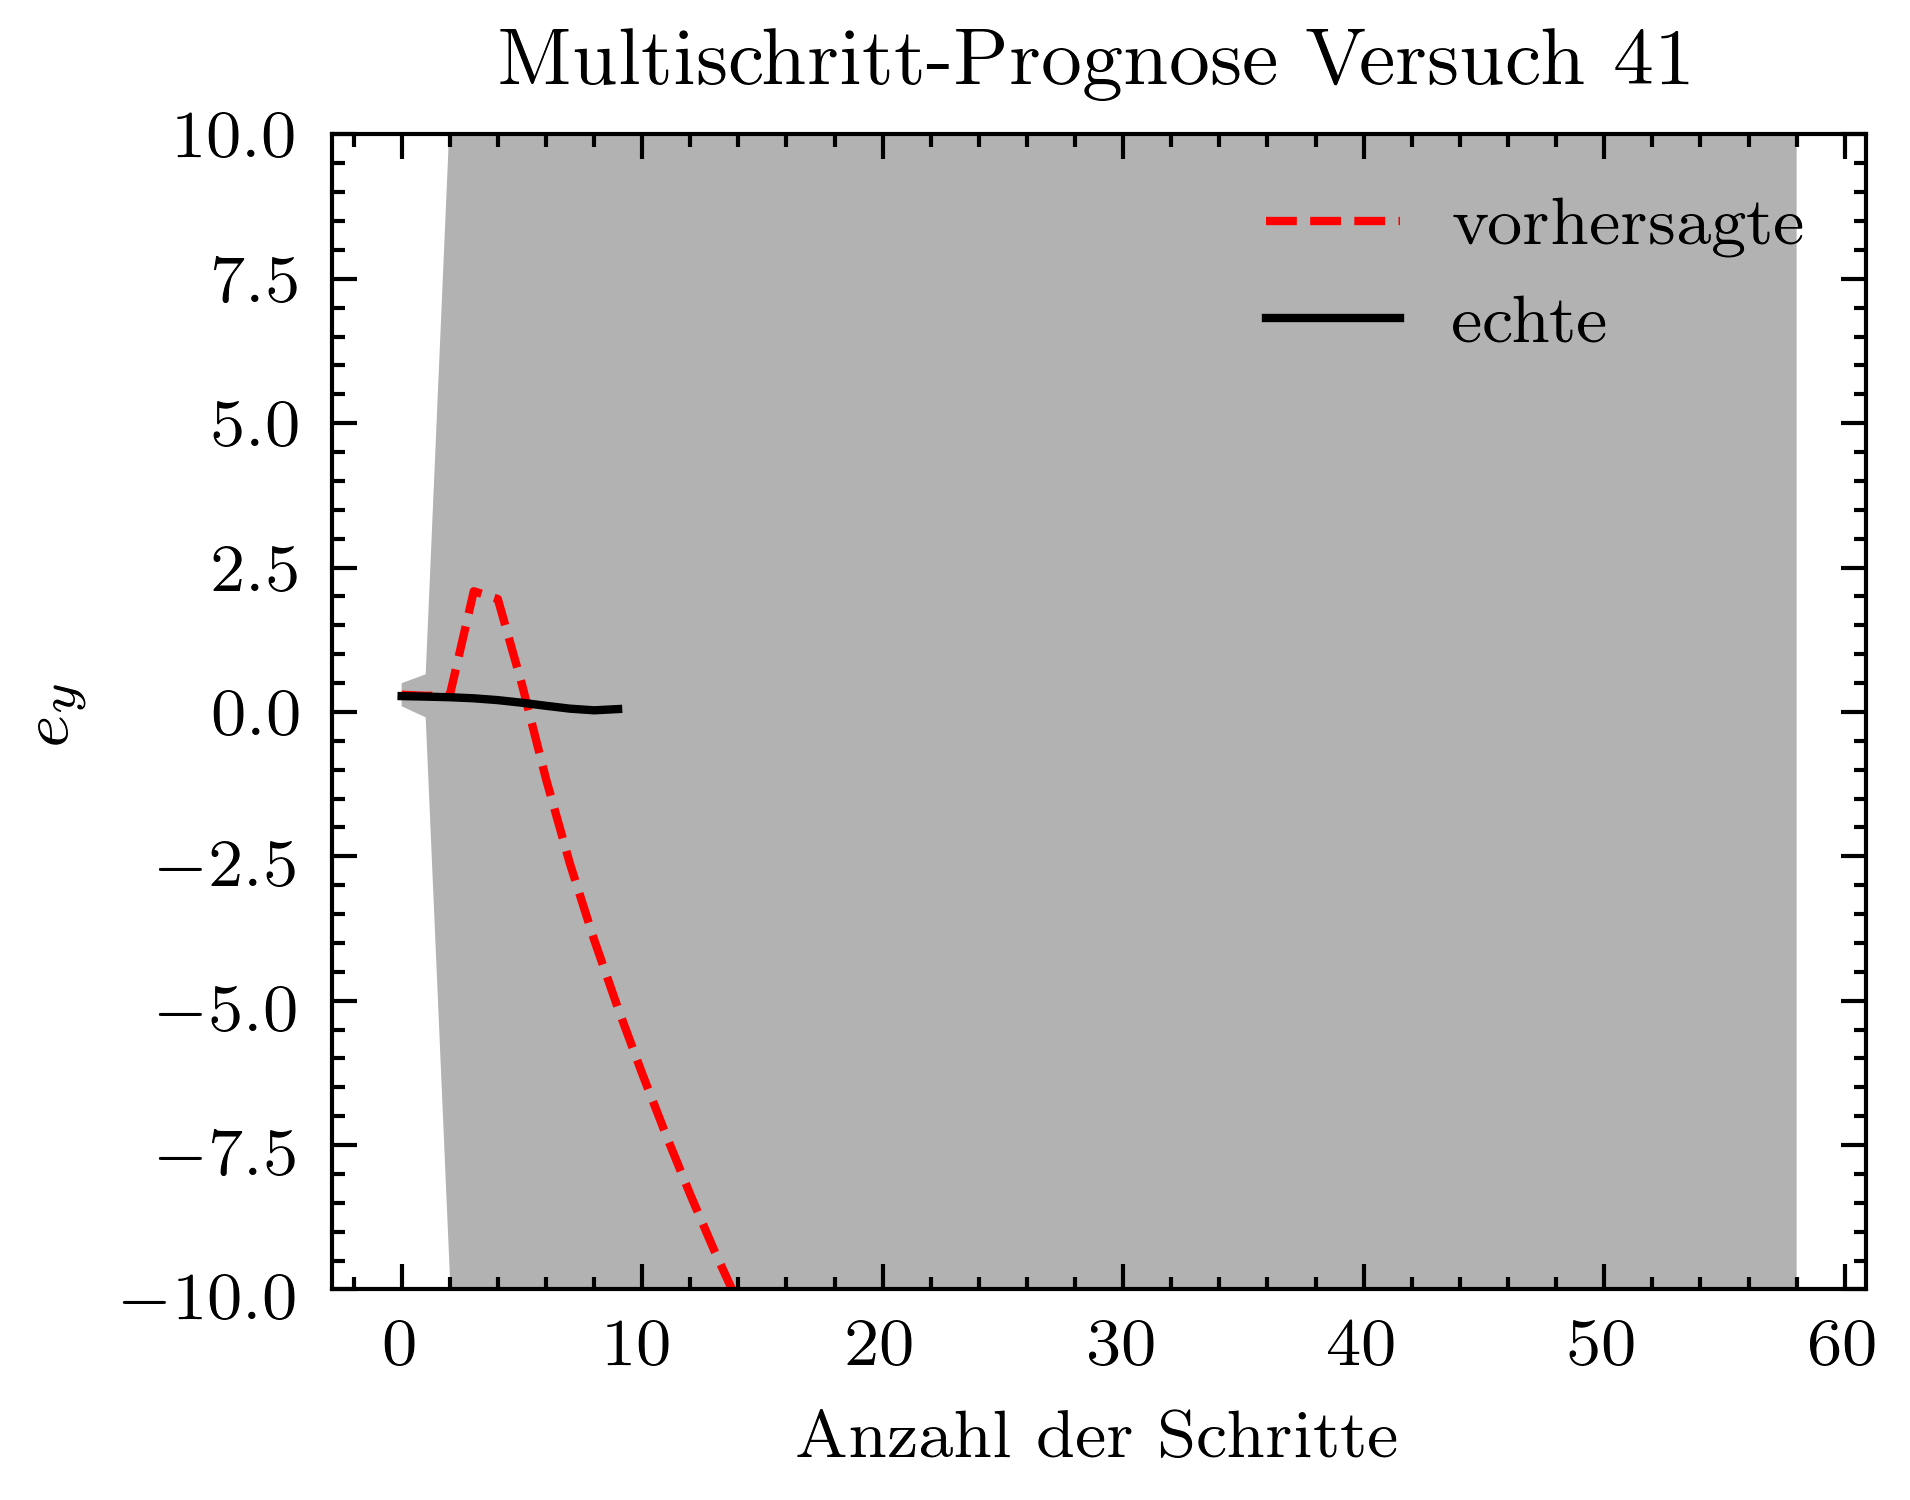 Multischritt-Prognose Versuch 41
10.0
7.5
5.0
2.5
0.0
−2.5
−5.0
−7.5
−10.0
e_y
vorhersagte
echte
0 10 20 30 40 50 60
Anzahl der Schritte